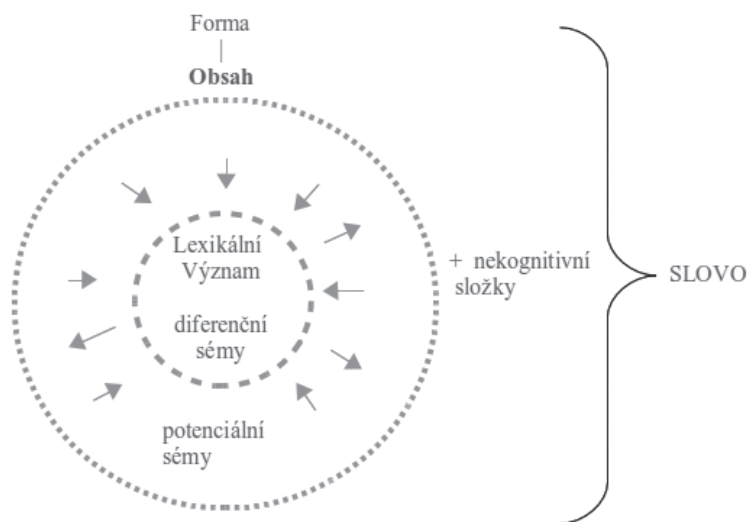 Forma
Obsah
Lexikální
Význam
diferenční
sémy
potenciální
sémy
+ nekognitivní
složky
SLOVO